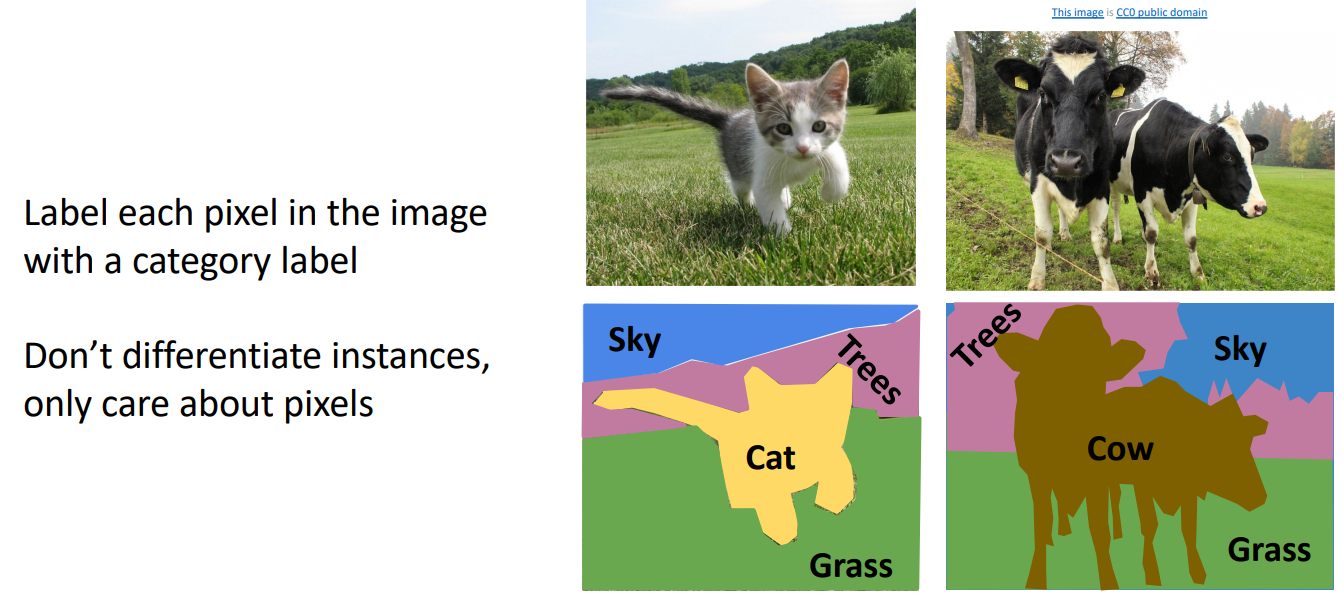 This image is CC0 public domain
Label each pixel in the image
with a category label
Don’t differentiate instances,
only care about pixels
Sky
Trees
Cat
Grass
Trees
Sky
Cow
Grass